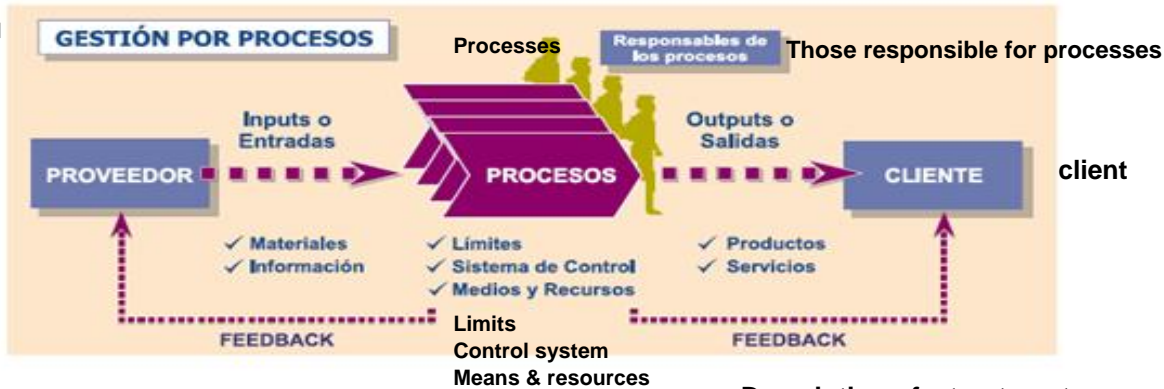 GESTIÓN POR PROCESOS
Processes
Responsables de
los procesos
Those responsible for processes
Inputs o
Entradas
Outputs o
Salidas
PROVEEDOR
PROCESOS
CLIENTE
client
✓ Materiales
✓ Información
✓ Límites
✓ Sistema de Control
✓ Medios y Recursos
✓ Productos
✓ Servicios
FEEDBACK
FEEDBACK
Limits
Control system
Means & resources